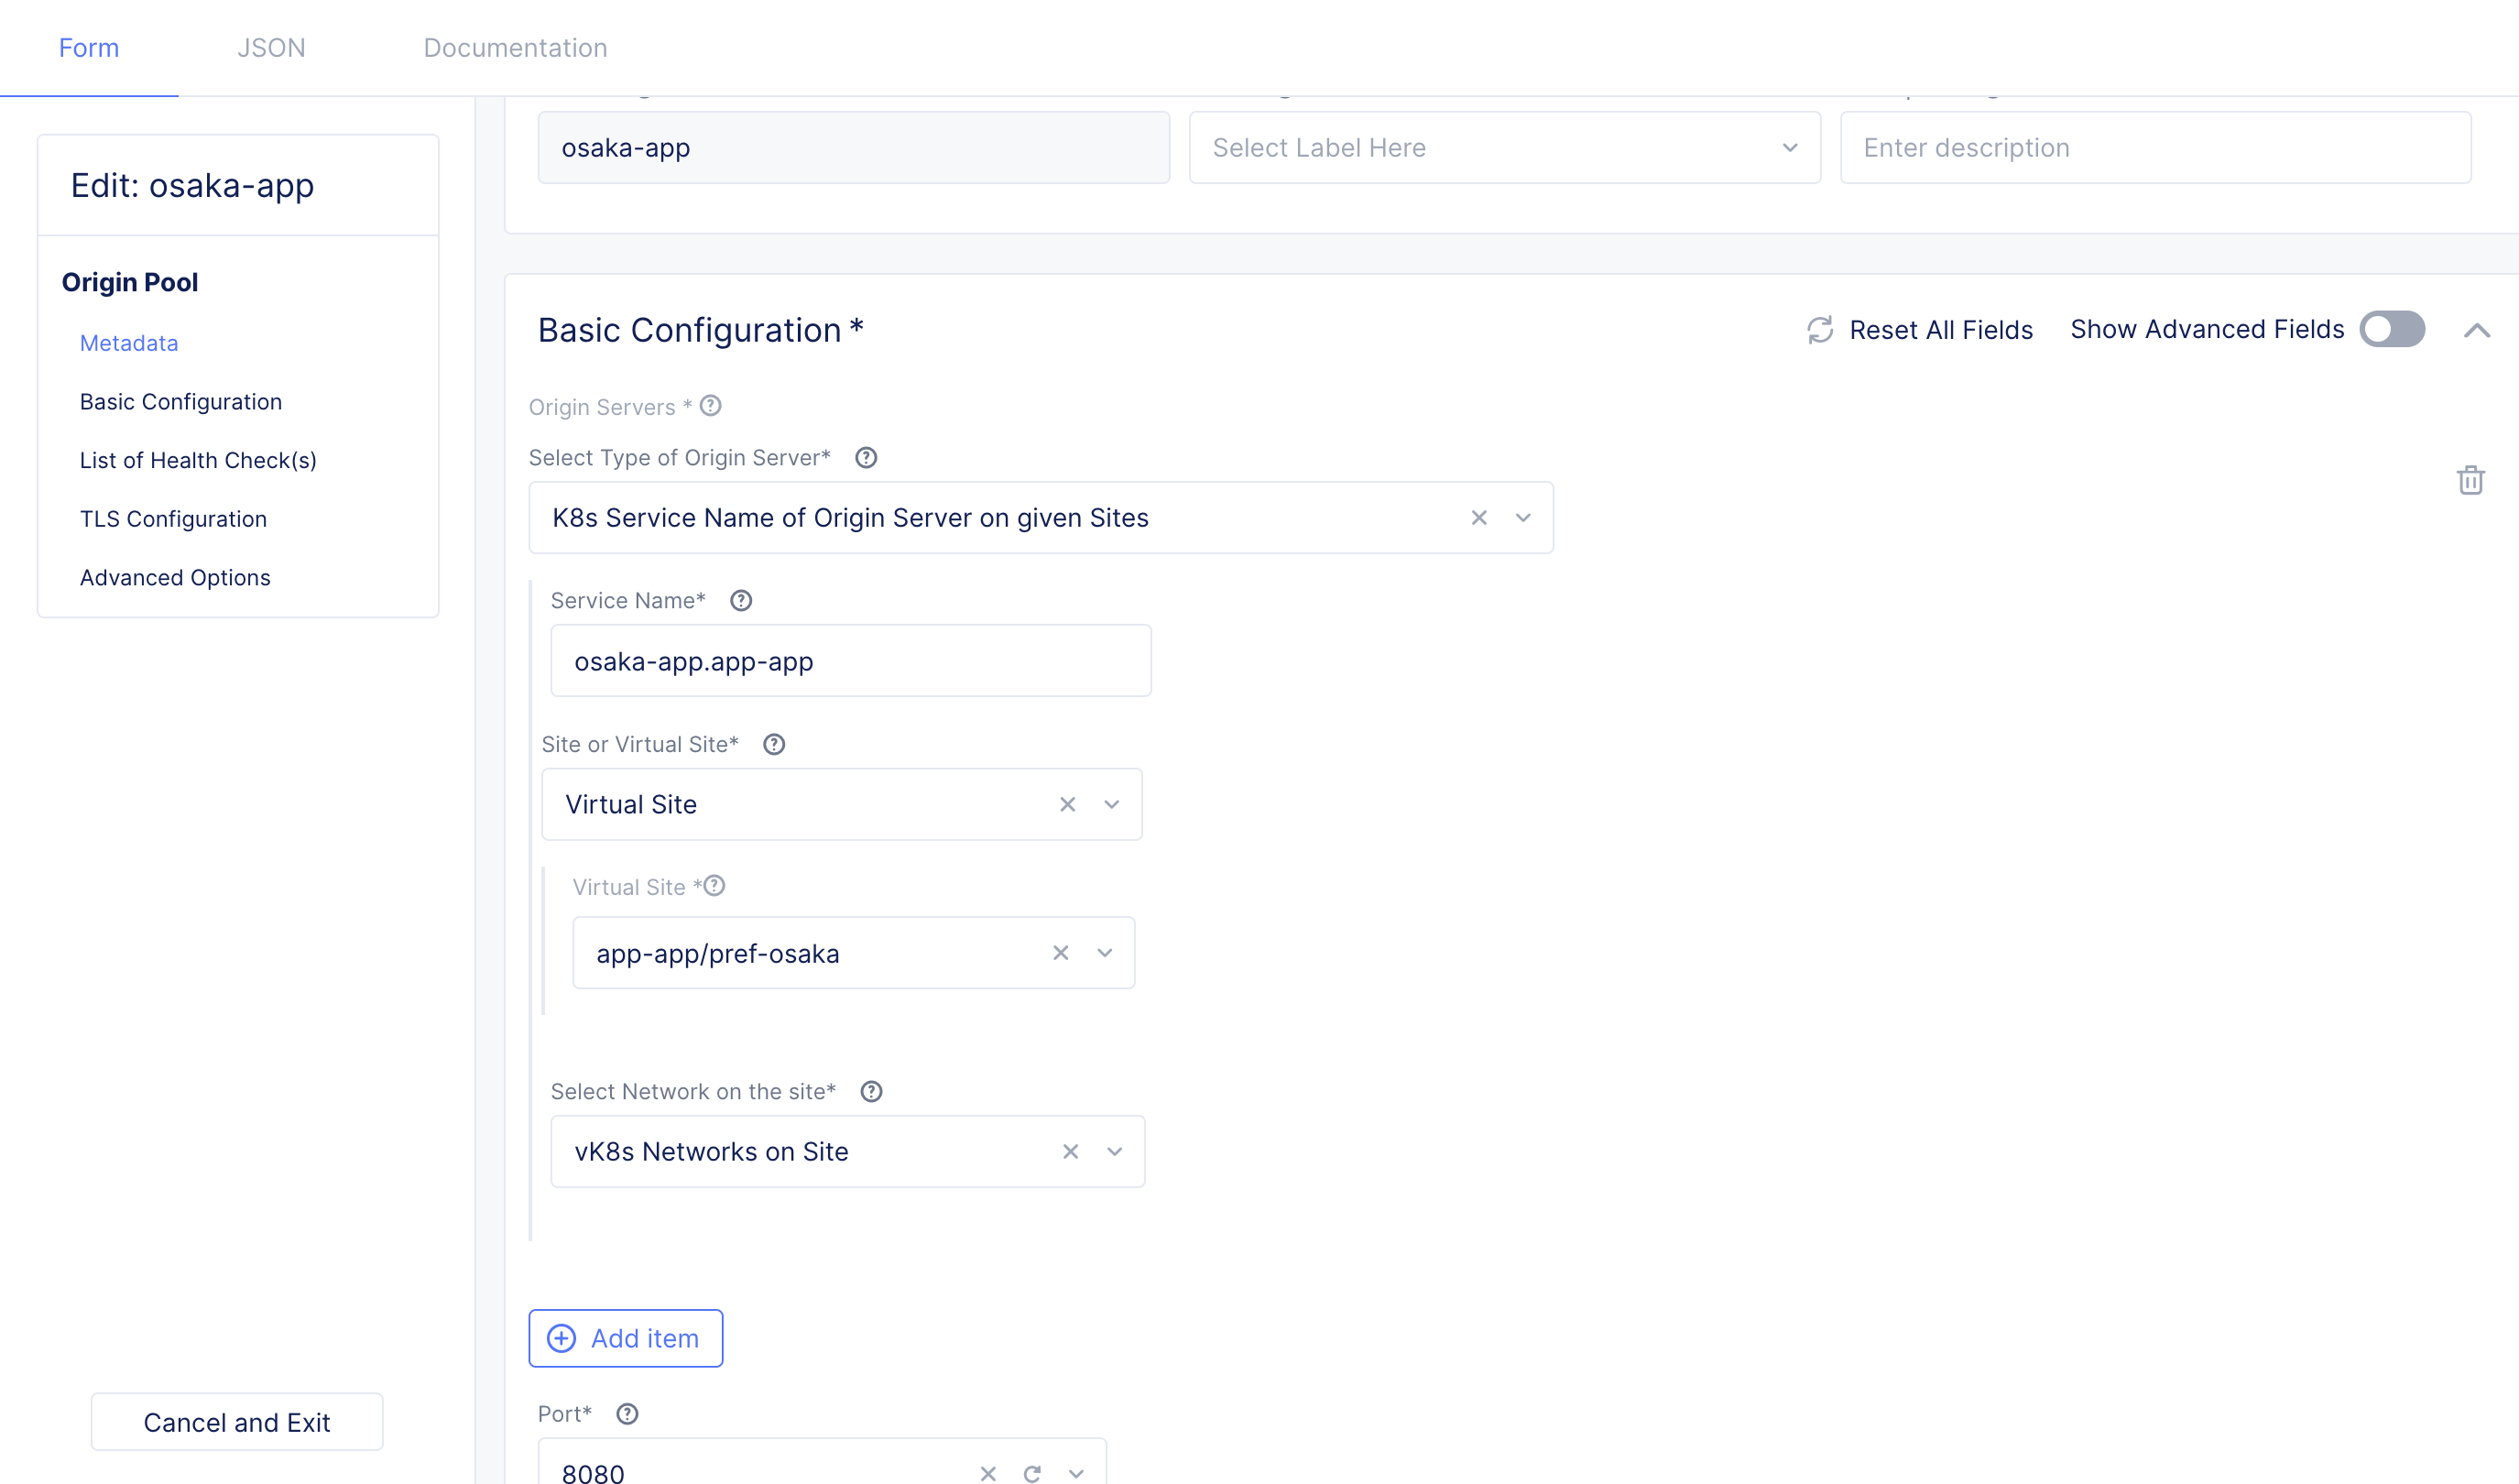 Form
JSON
Documentation
osaka-app
Select Label Here
Enter description
Edit: osaka-app
Origin Pool
Metadata
Basic Configuration
List of Health Check(s)
TLS Configuration
Advanced Options
Cancel and Exit
Basic Configuration *
Reset All Fields
Show Advanced Fields
Origin Servers *
Select Type of Origin Server*
K8s Service Name of Origin Server on given Sites
Service Name*
osaka-app.app-app
Site or Virtual Site*
Virtual Site
Virtual Site *
app-app/pref-osaka
Select Network on the site*
vK8s Networks on Site
Add item
Port*
8080